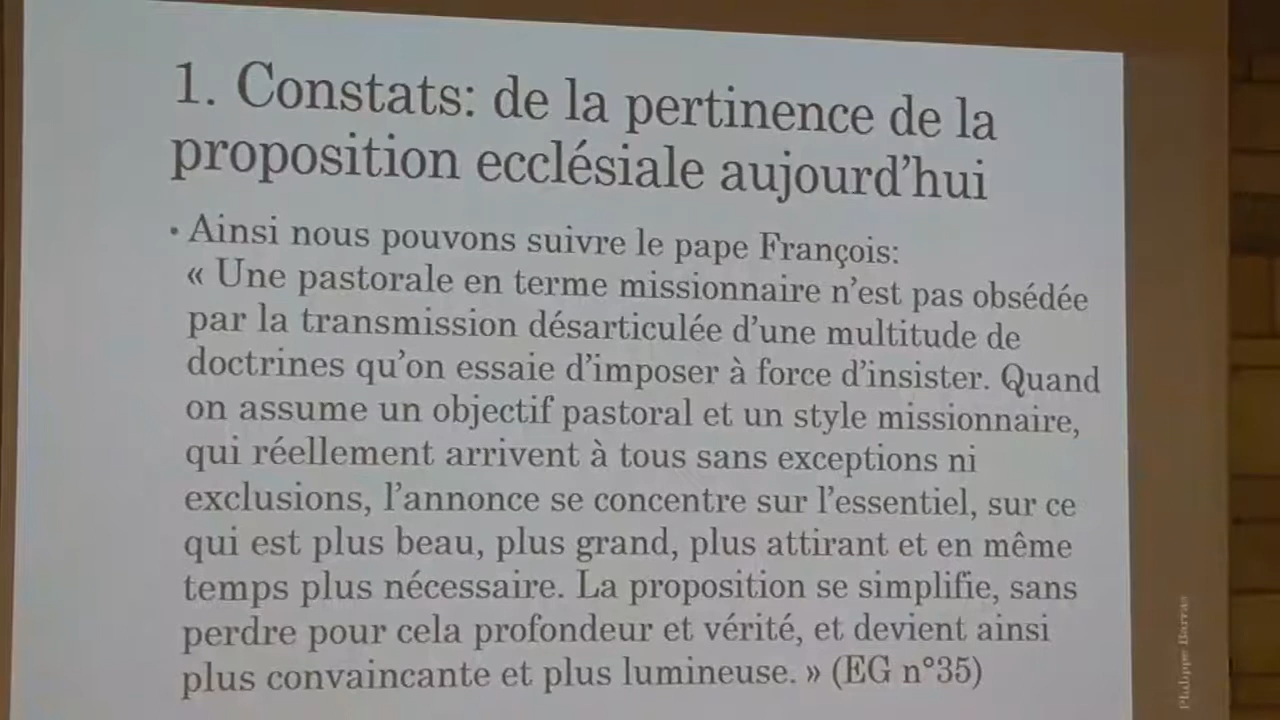 1. Constats: de la pertinence de la
proposition ecclésiale aujourd’hui
• Ainsi nous pouvons suivre le pape François:
« Une pastorale en terme missionnaire n’est pas obsédée
par la transmission désarticulée d’une multitude de
doctrines qu’on essaie d’imposer à force d’insister. Quand
on assume un objectif pastoral et un style missionnaire,
qui réellement arrivent à tous sans exceptions ni
exclusions, l’annonce se concentre sur l’essentiel, sur ce
qui est plus beau, plus grand, plus attirant et en même
temps plus nécessaire. La proposition se simplifie, sans
perdre pour cela profondeur et vérité, et devient ainsi
plus convaincante et plus lumineuse. » (EG n°35)
Philippe Barras